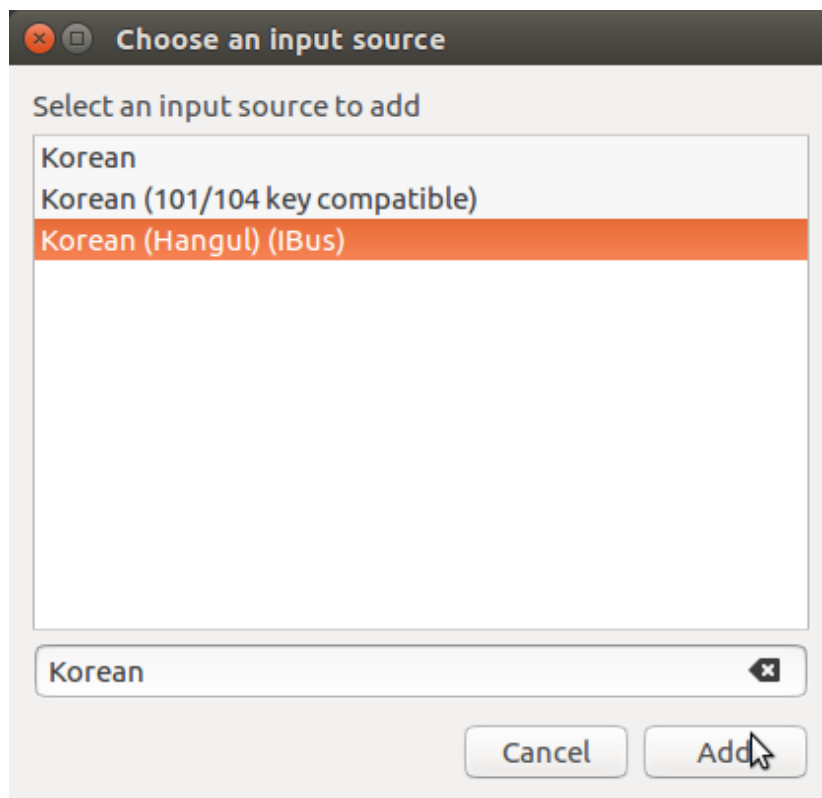 Choose an input source
Select an input source to add
Korean
Korean (101/104 key compatible)
Korean (Hangul) (IBus)
Korean
Cancel Add